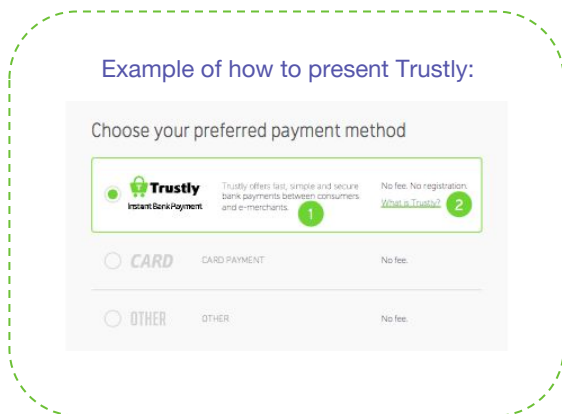 Example of how to present Trustly:
Choose your preferred payment method
Trustly
Instant Bank Payment
Trustly offers fast, simple and secure
bank payments between consumers
and e-merchants.
1
No fee. No registration.
What is Trustly?
2
CARD
CARD PAYMENT
No fee.
OTHER
OTHER
No fee.